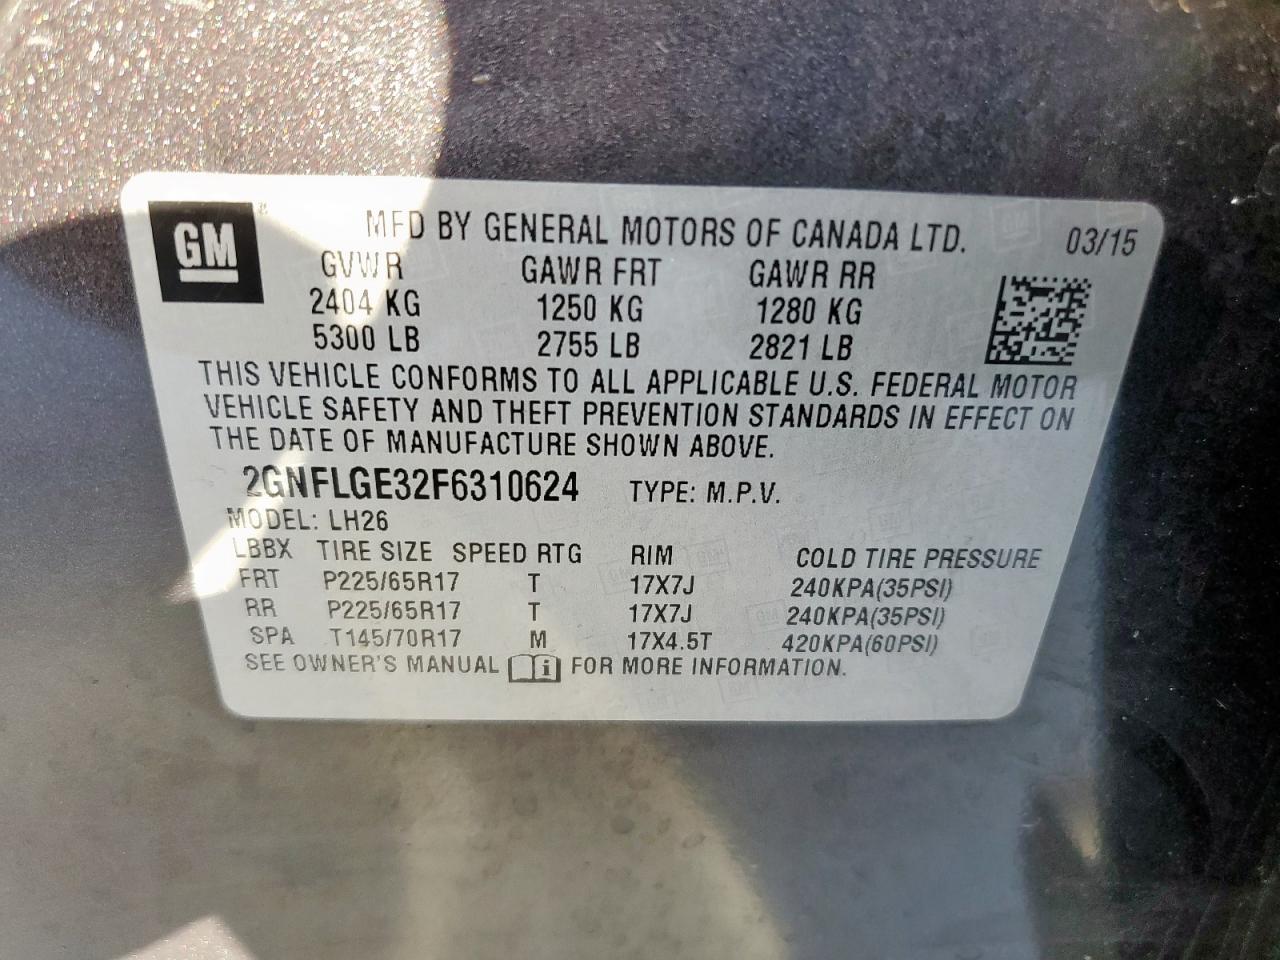 GM
MFD BY GENERAL MOTORS OF CANADA LTD. 03/15
GVWR GAWR FRT GAWR RR
2404 KG 1250 KG 1280 KG
5300 LB 2755 LB 2821 LB
THIS VEHICLE CONFORMS TO ALL APPLICABLE U.S. FEDERAL MOTOR
VEHICLE SAFETY AND THEFT PREVENTION STANDARDS IN EFFECT ON
THE DATE OF MANUFACTURE SHOWN ABOVE.
2GNFLGE32F6310624 TYPE: M.P.V.
MODEL: LH26
LBBX TIRE SIZE SPEED RTG RIM COLD TIRE PRESSURE
FRT P225/65R17 T 17X7J 240KPA(35PSI)
RR P225/65R17 T 17X7J 240KPA(35PSI)
SPA T145/70R17 M 17X4.5T 420KPA(60PSI)
SEE OWNER'S MANUAL FOR MORE INFORMATION.